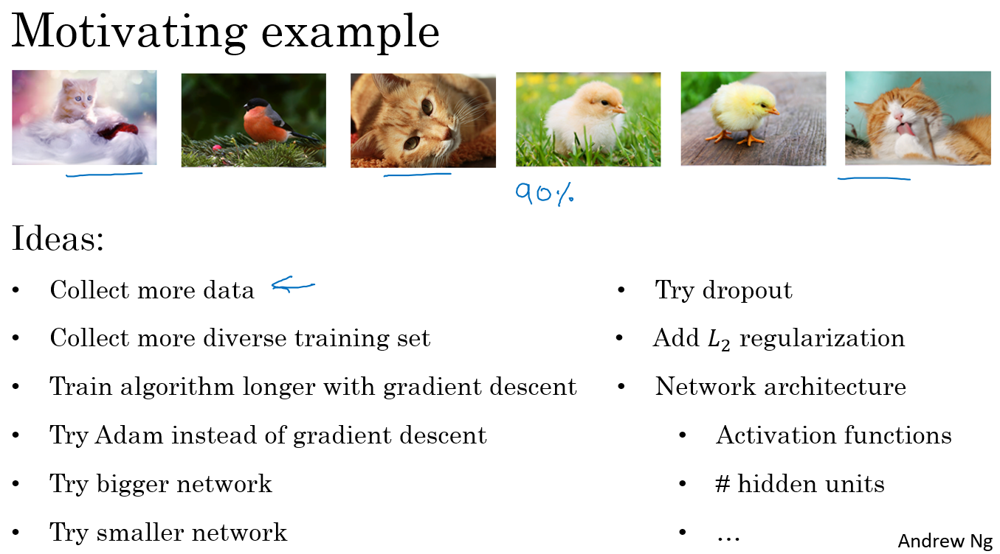 Motivating example
90%
Ideas:
• Collect more data
• Collect more diverse training set
• Train algorithm longer with gradient descent
• Try Adam instead of gradient descent
• Try bigger network
• Try smaller network
• Try dropout
• Add L₂ regularization
• Network architecture
• Activation functions
• # hidden units
• …
Andrew Ng